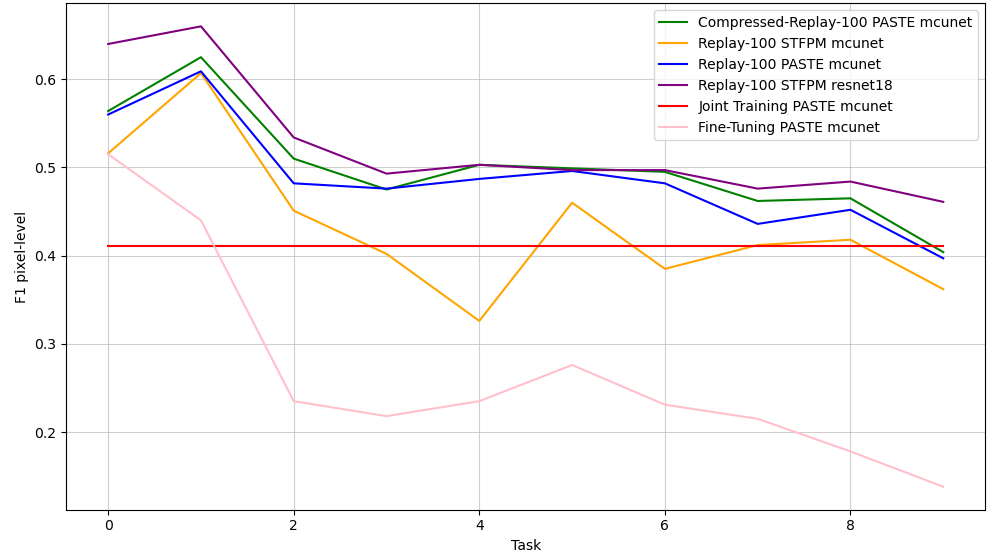 Compressed-Replay-100 PASTE mcunet
Replay-100 STFPM mcunet
Replay-100 PASTE mcunet
Replay-100 STFPM resnet18
Joint Training PASTE mcunet
Fine-Tuning PASTE mcunet
F1 pixel-level
0.6
0.5
0.4
0.3
0.2
0 2 4 6 8
Task